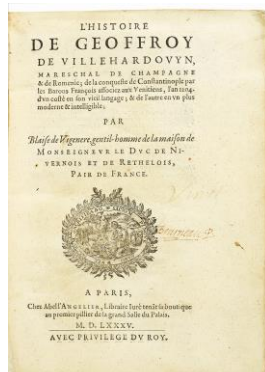 L'HISTOIRE
DE GEOFFROY
DE VILLEHARDOVYN,
MARESCHAL DE CHAMPAGNE
& de Romenie; de la conqueste de Constantinople par
les Barons François associez aux Venitiens, l'an 1204.
d'vn costé en son vieil langage; & de l'autre en vn plus
moderne & intelligible;
PAR
Blaise de Vigenere, gentil-homme de la maison de
MONSEIGNEVR LE DVC DE NI-
VERNOIS ET DE RETHELOIS,
PAIR DE FRANCE.
A PARIS,
Chez Abel l'ANGELIER, Libraire Iuré tenãt sa boutique
au premier pillier de la grand' Salle du Palais.
M. D. LXXXV.
AVEC PRIVILEGE DV ROY.